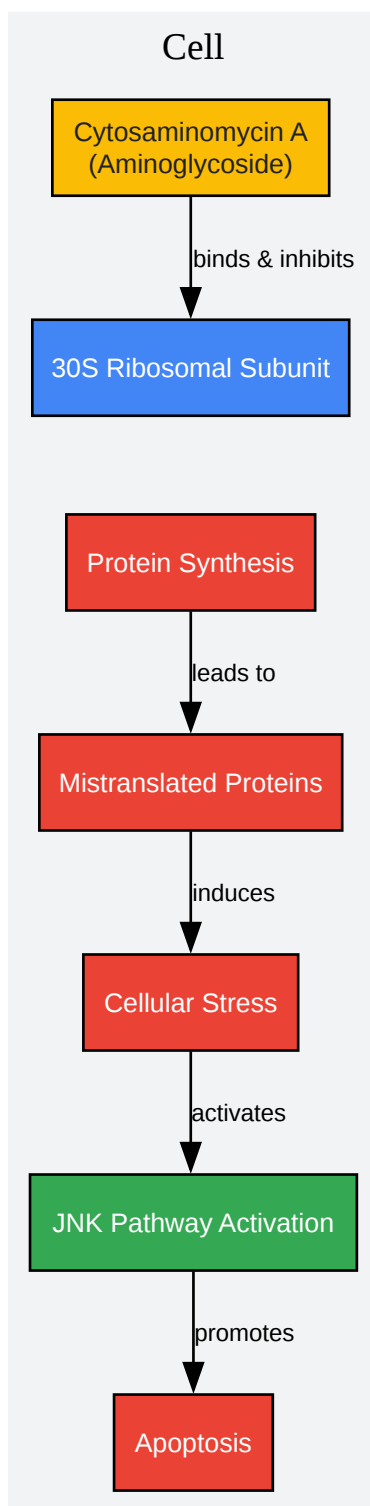 Cell
Cytosaminomycin A
(Aminoglycoside)
binds & inhibits
30S Ribosomal Subunit
Protein Synthesis
leads to
Mistranslated Proteins
induces
Cellular Stress
activates
JNK Pathway Activation
promotes
Apoptosis